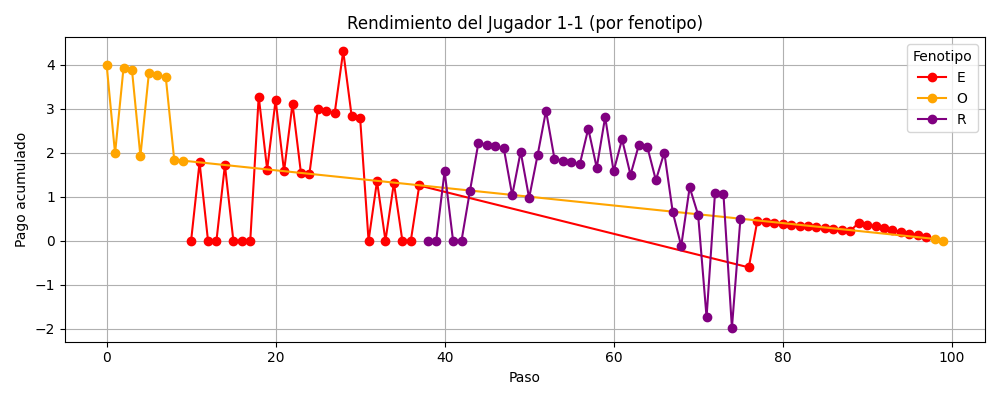 Rendimiento del Jugador 1-1 (por fenotipo)
Pago acumulado
4
3
2
1
0
−1
−2
Fenotipo
E
O
R
0
20
40
60
80
100
Paso